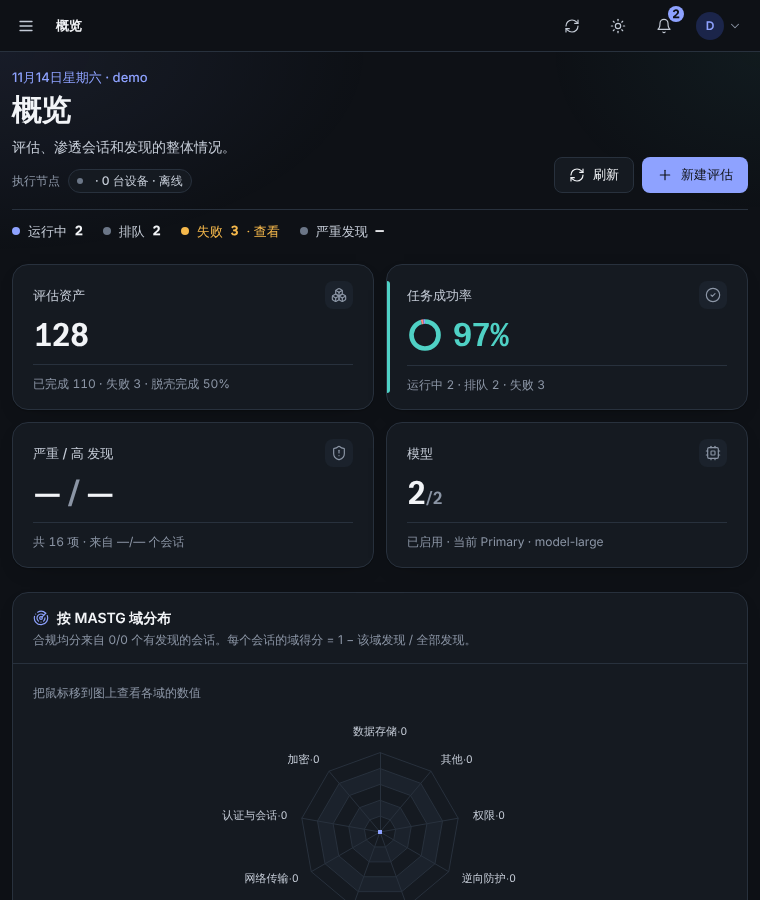 概览
2
D
11月14日星期六 · demo
概览
评估、渗透会话和发现的整体情况。
执行节点 · 0 台设备 · 离线
刷新
新建评估
运行中 2 排队 2 失败 3 · 查看 严重发现 —
评估资产
128
已完成 110 · 失败 3 · 脱壳完成 50%
任务成功率
97%
运行中 2 · 排队 2 · 失败 3
严重 / 高 发现
— / —
共 16 项 · 来自 —/— 个会话
模型
2/2
已启用 · 当前 Primary · model-large
按 MASTG 域分布
合规均分来自 0/0 个有发现的会话。每个会话的域得分 = 1 − 该域发现 / 全部发现。
把鼠标移到图上查看各域的数值
数据存储·0
加密·0
其他·0
认证与会话·0
权限·0
网络传输·0
逆向防护·0